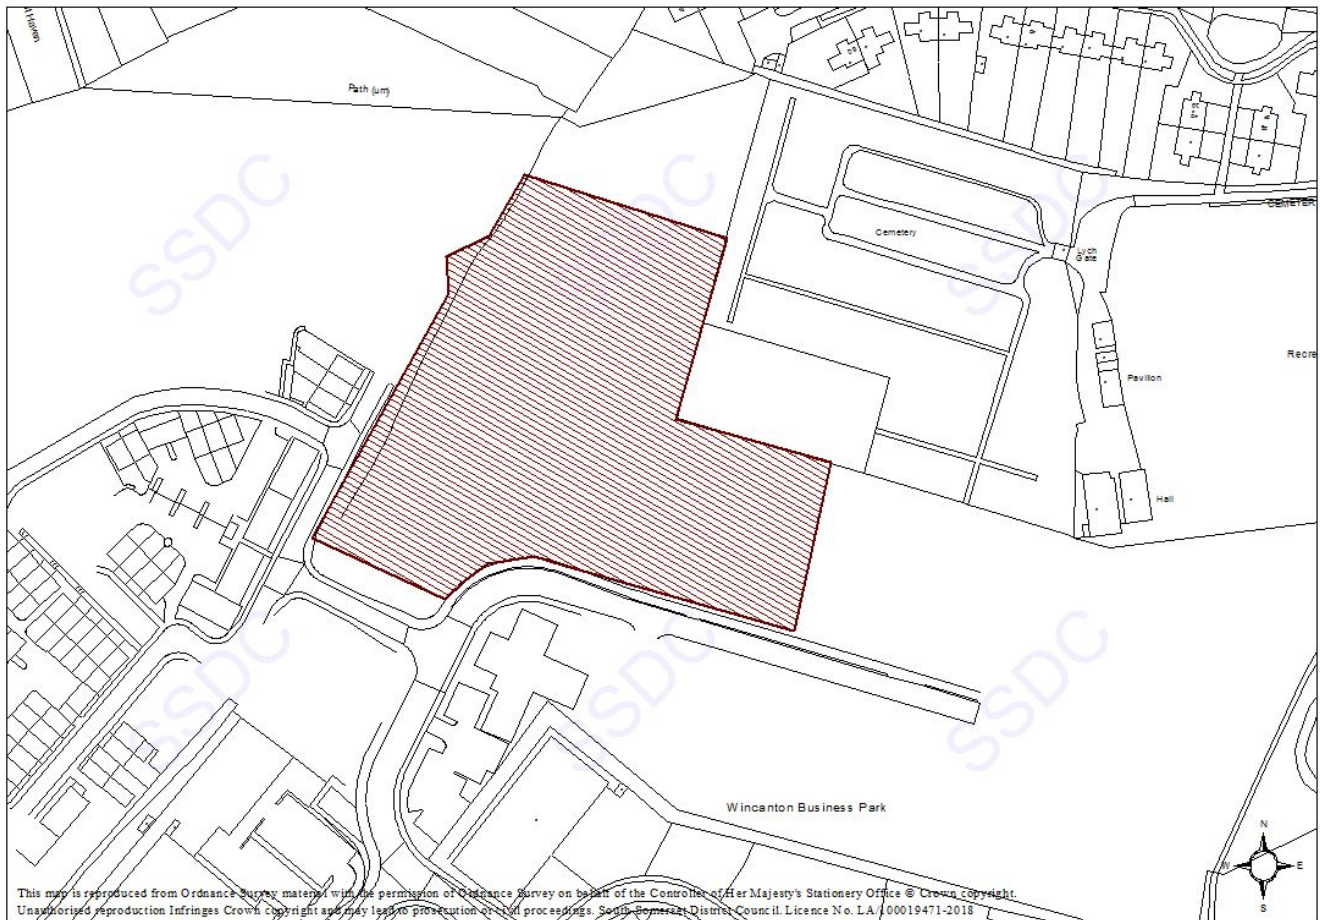 Path (um)
SSDC
SSDC
SSDC
Cemetery
Lych
Gate
CEMETER
Recre
Pavilion
Hall
SSDC
SSDC
SSDC
Wincanton Business Park
N
W
E
S
This map is reproduced from Ordnance Survey material with the permission of Ordnance Survey on behalf of the Controller of Her Majesty's Stationery Office © Crown copyright.
Unauthorised reproduction infringes Crown copyright and may lead to prosecution or civil proceedings. South Somerset District Council. Licence No. LA/100019471-2018